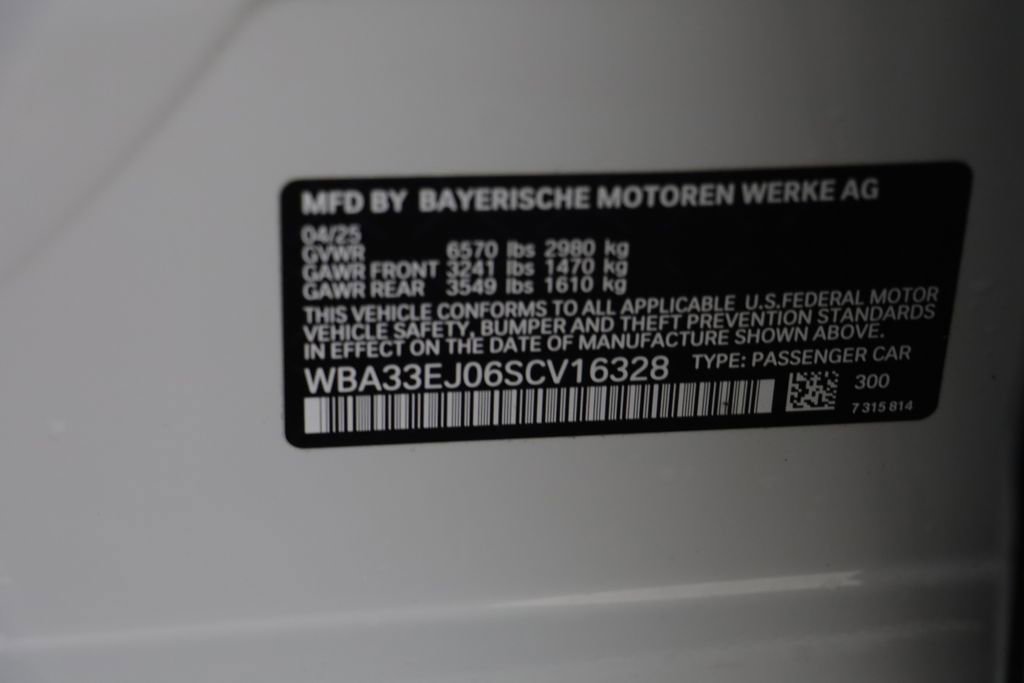 MFD BY BAYERISCHE MOTOREN WERKE AG
04/25
GVWR 6570 lbs 2980 kg
GAWR FRONT 3241 lbs 1470 kg
GAWR REAR 3549 lbs 1610 kg
THIS VEHICLE CONFORMS TO ALL APPLICABLE U.S.FEDERAL MOTOR
VEHICLE SAFETY, BUMPER AND THEFT PREVENTION STANDARDS
IN EFFECT ON THE DATE OF MANUFACTURE SHOWN ABOVE.
WBA33EJ06SCV16328 TYPE: PASSENGER CAR
300
7 315 814